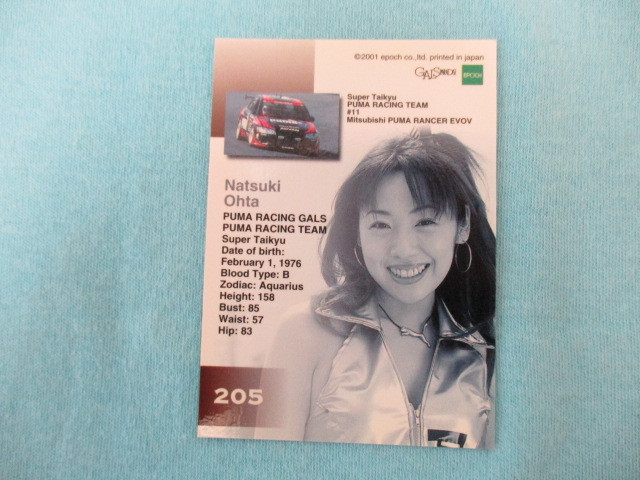 ©2001 epoch co.,ltd. printed in japan
GALS
EPOCH
Super Taikyu
PUMA RACING TEAM
#11
Mitsubishi PUMA RANCER EVOV
Natsuki
Ohta
PUMA RACING GALS
PUMA RACING TEAM
Super Taikyu
Date of birth:
February 1, 1976
Blood Type: B
Zodiac: Aquarius
Height: 158
Bust: 85
Waist: 57
Hip: 83
205